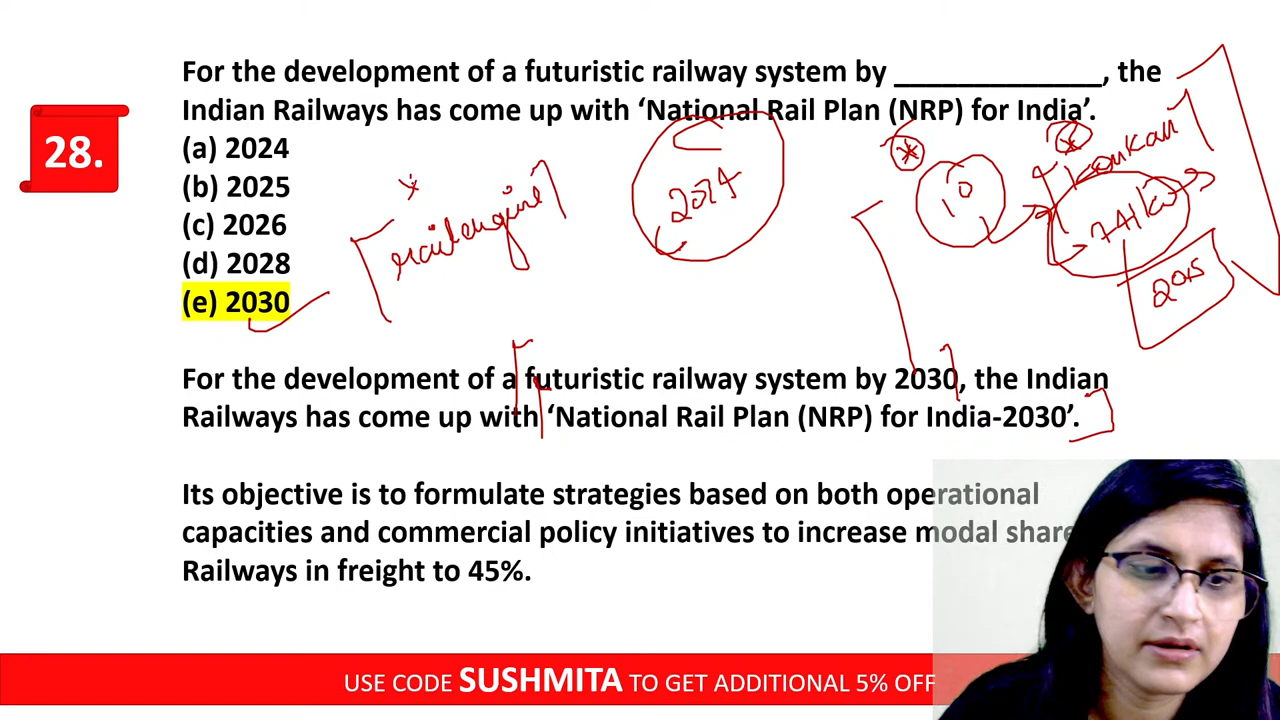 28.
For the development of a futuristic railway system by ______________, the
Indian Railways has come up with ‘National Rail Plan (NRP) for India’.
(a) 2024
(b) 2025
(c) 2026
(d) 2028
(e) 2030
rail engine
2024
10
Konkan
741 km
2015
For the development of a futuristic railway system by 2030, the Indian
Railways has come up with ‘National Rail Plan (NRP) for India-2030’.
Its objective is to formulate strategies based on both operational
capacities and commercial policy initiatives to increase modal share
Railways in freight to 45%.
USE CODE SUSHMITA TO GET ADDITIONAL 5% OFF